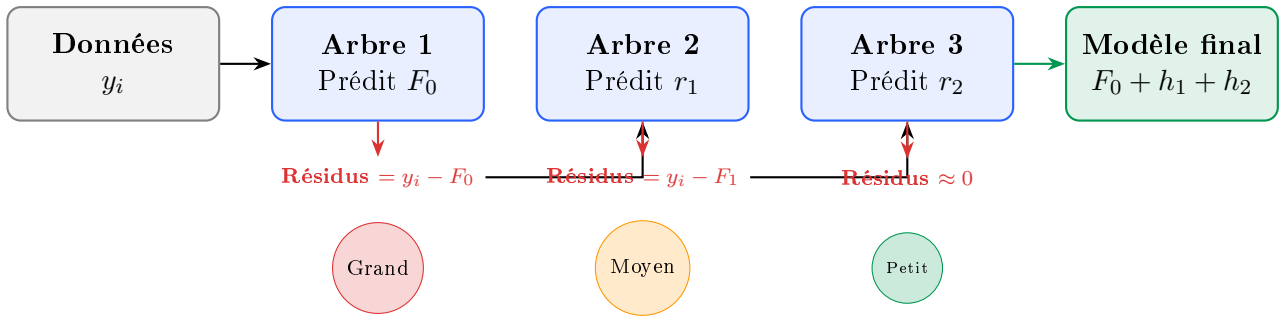 Données
$y_i$
Arbre 1
Prédit $F_0$
Arbre 2
Prédit $r_1$
Arbre 3
Prédit $r_2$
Modèle final
$F_0 + h_1 + h_2$
Résidus $= y_i - F_0$
Résidus $= y_i - F_1$
Résidus $\approx 0$
Grand
Moyen
Petit